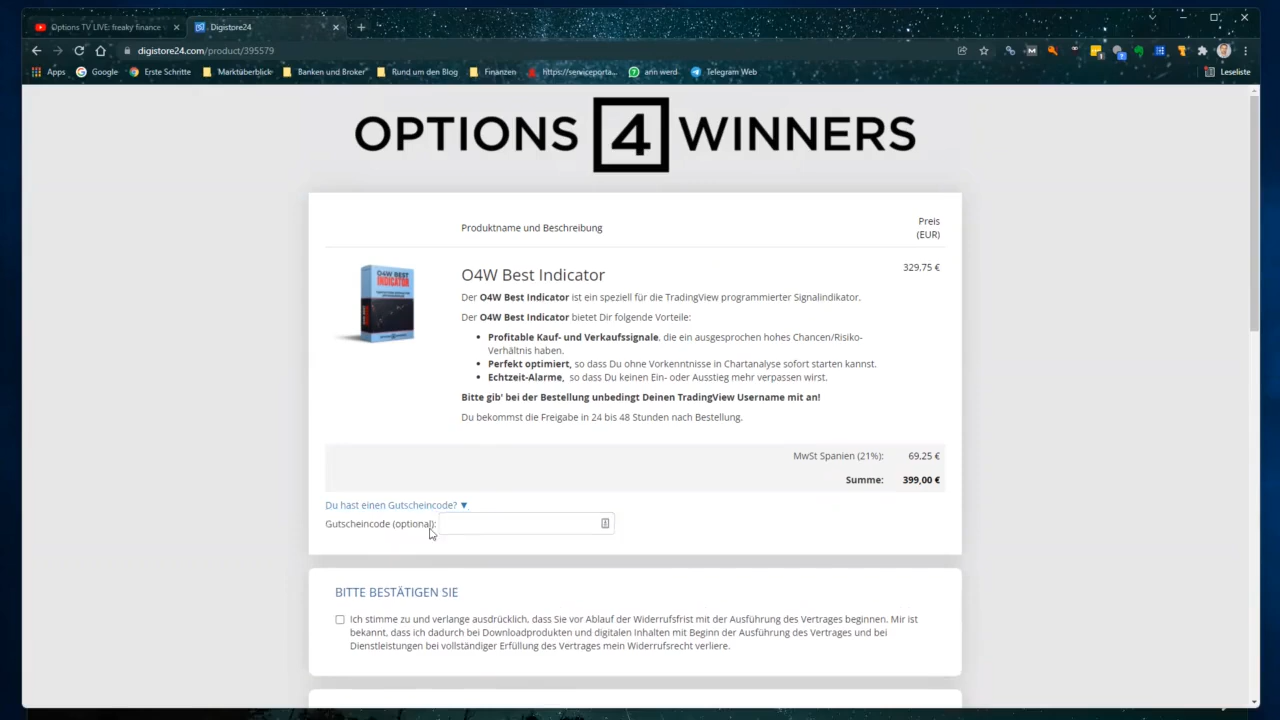 Options TV LIVE: freaky finance
Digistore24
digistore24.com/product/395579
Apps
Google
Erste Schritte
Marktüberblick
Banken und Broker
Rund um den Blog
Finanzen
https://serviceporta...
ann werd
Telegram Web
Leseliste
OPTIONS 4 WINNERS
Produktname und Beschreibung
Preis
(EUR)
O4W BEST
INDICATOR
O4W Best Indicator
329,75 €
Der O4W Best Indicator ist ein speziell für die TradingView programmierter Signalindikator.
Der O4W Best Indicator bietet Dir folgende Vorteile:
• Profitable Kauf- und Verkaufssignale, die ein ausgesprochen hohes Chancen/Risiko-
Verhältnis haben.
• Perfekt optimiert, so dass Du ohne Vorkenntnisse in Chartanalyse sofort starten kannst.
• Echtzeit-Alarme, so dass Du keinen Ein- oder Ausstieg mehr verpassen wirst.
Bitte gib' bei der Bestellung unbedingt Deinen TradingView Username mit an!
Du bekommst die Freigabe in 24 bis 48 Stunden nach Bestellung.
MwSt Spanien (21%): 69,25 €
Summe: 399,00 €
Du hast einen Gutscheincode? ▼
Gutscheincode (optional):
BITTE BESTÄTIGEN SIE
Ich stimme zu und verlange ausdrücklich, dass Sie vor Ablauf der Widerrufsfrist mit der Ausführung des Vertrages beginnen. Mir ist
bekannt, dass ich dadurch bei Downloadprodukten und digitalen Inhalten mit Beginn der Ausführung des Vertrages und bei
Dienstleistungen bei vollständiger Erfüllung des Vertrages mein Widerrufsrecht verliere.